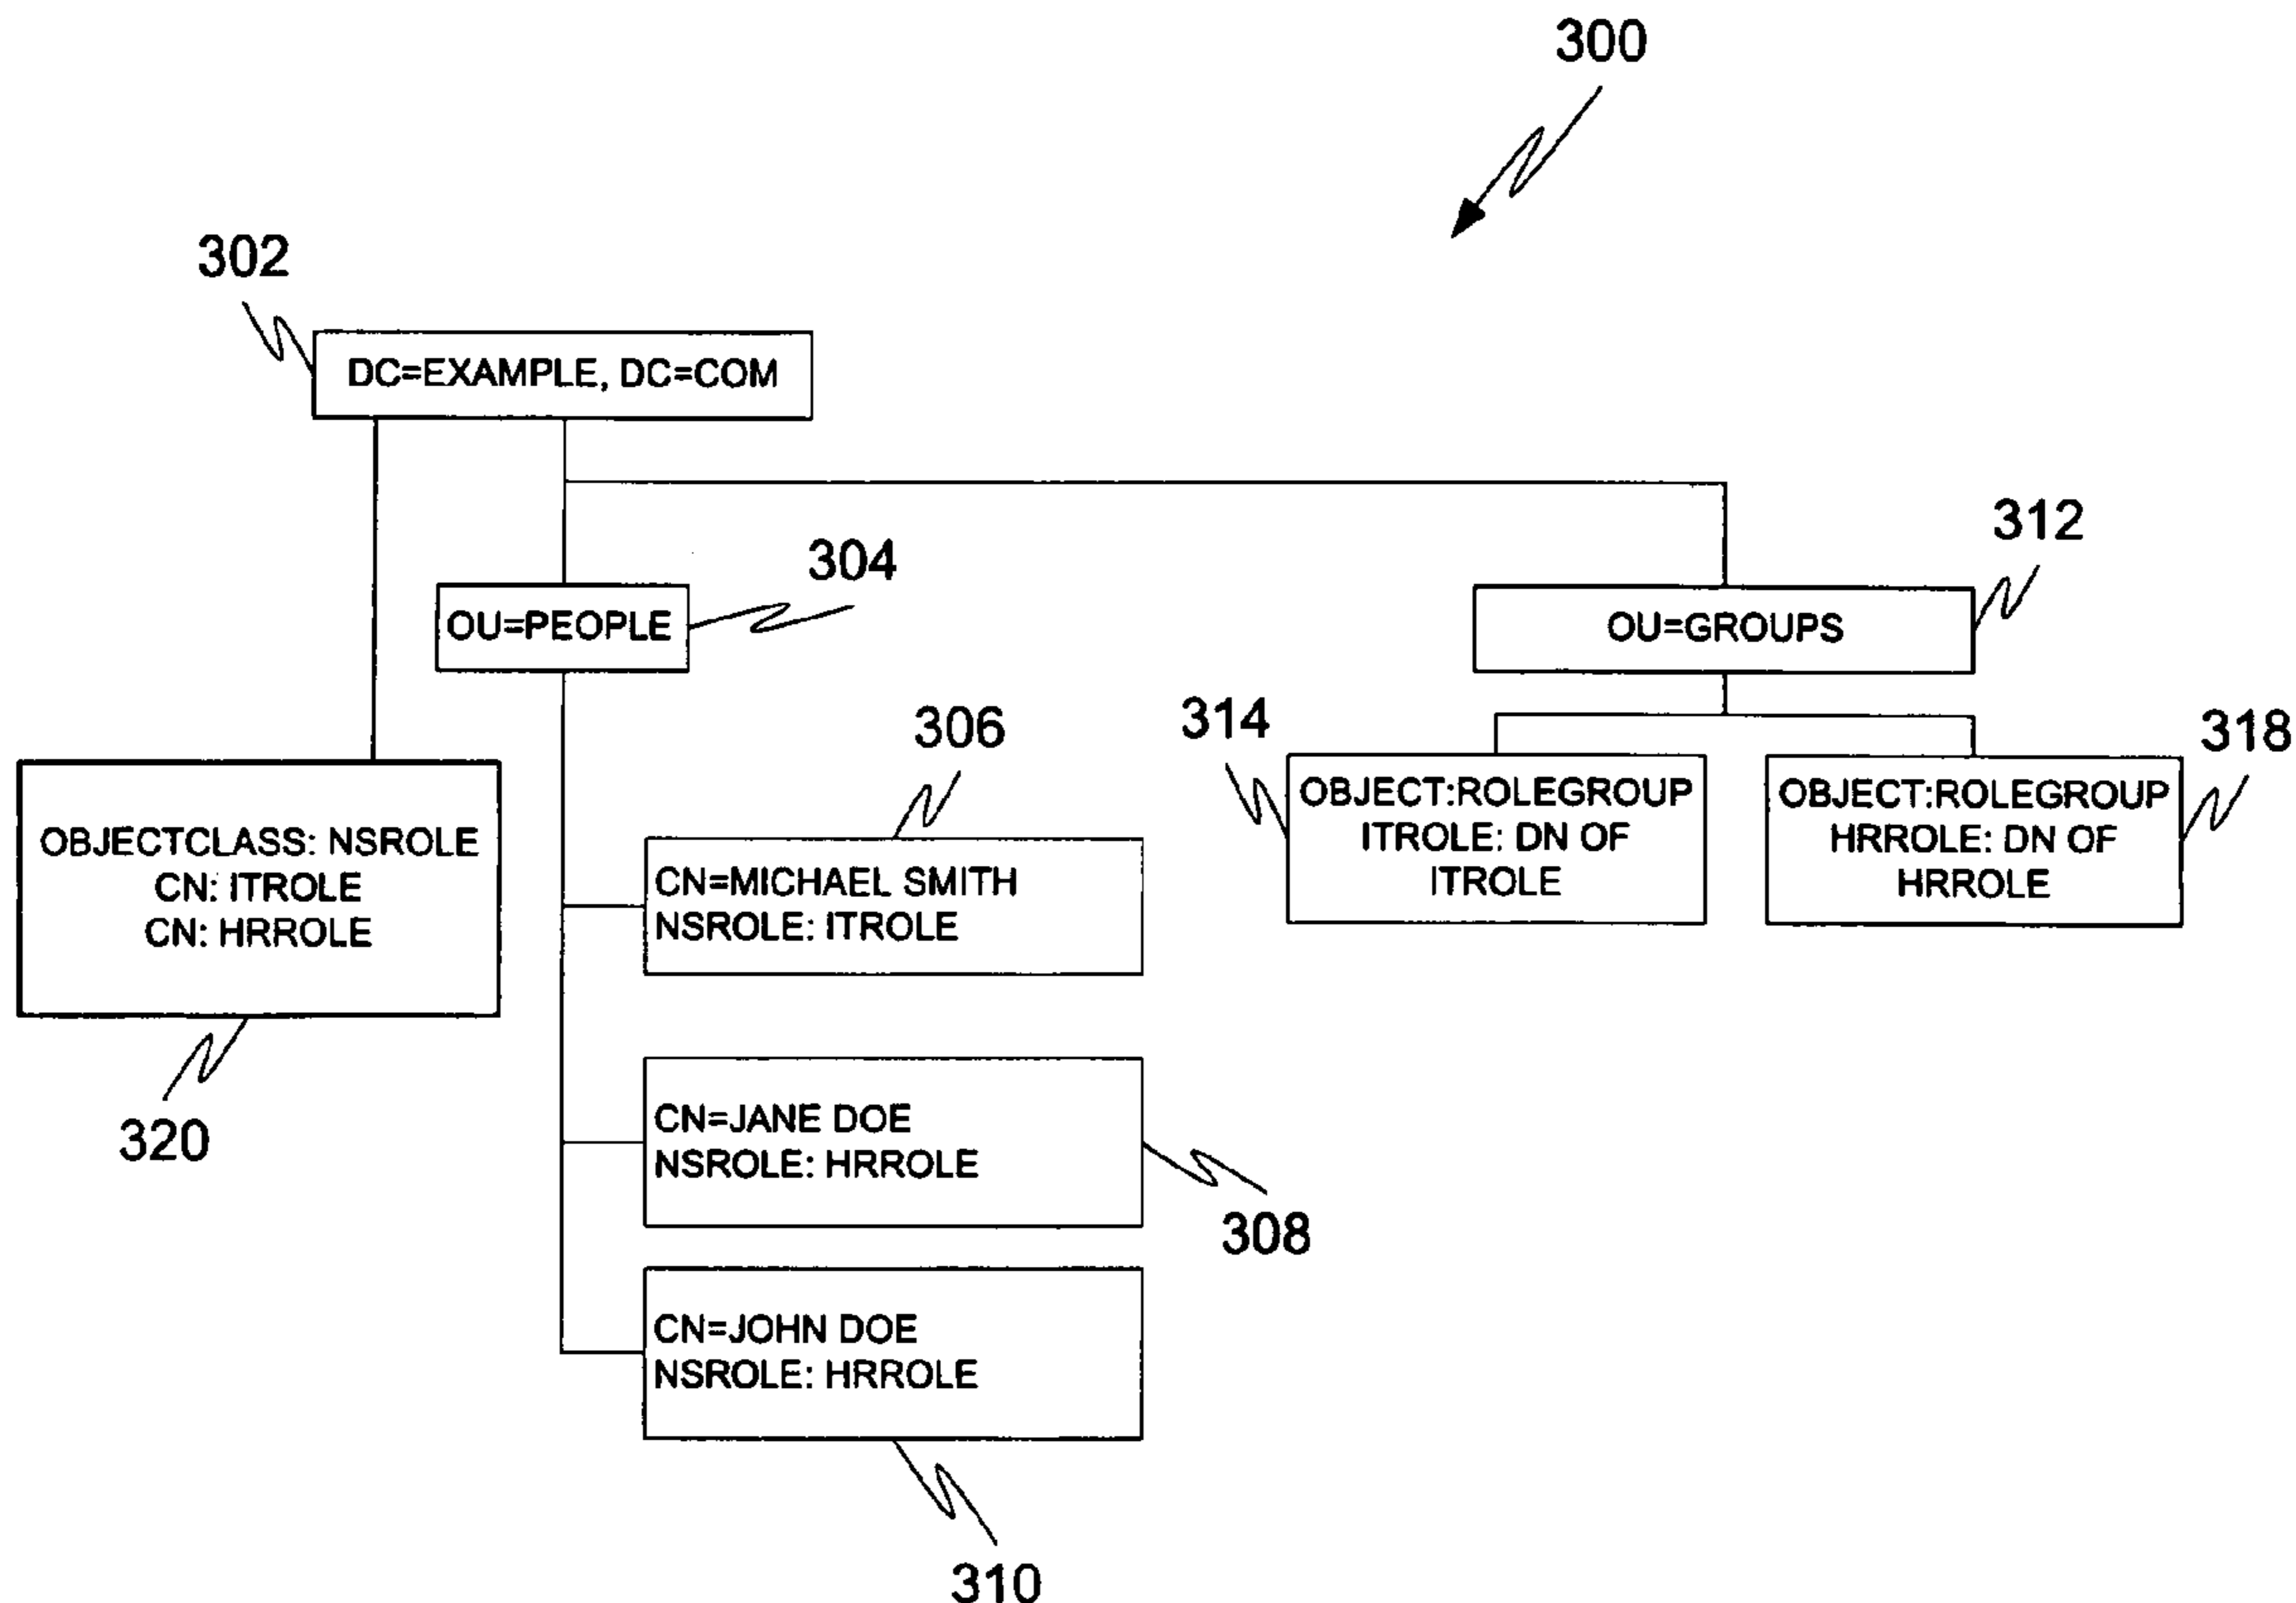 300
302
DC=EXAMPLE, DC=COM
304
OU=PEOPLE
312
OU=GROUPS
306
314
318
OBJECTCLASS: NSROLE
CN: ITROLE
CN: HRROLE
320
CN=MICHAEL SMITH
NSROLE: ITROLE
OBJECT:ROLEGROUP
ITROLE: DN OF
ITROLE
OBJECT:ROLEGROUP
HRROLE: DN OF
HRROLE
CN=JANE DOE
NSROLE: HRROLE
308
CN=JOHN DOE
NSROLE: HRROLE
310